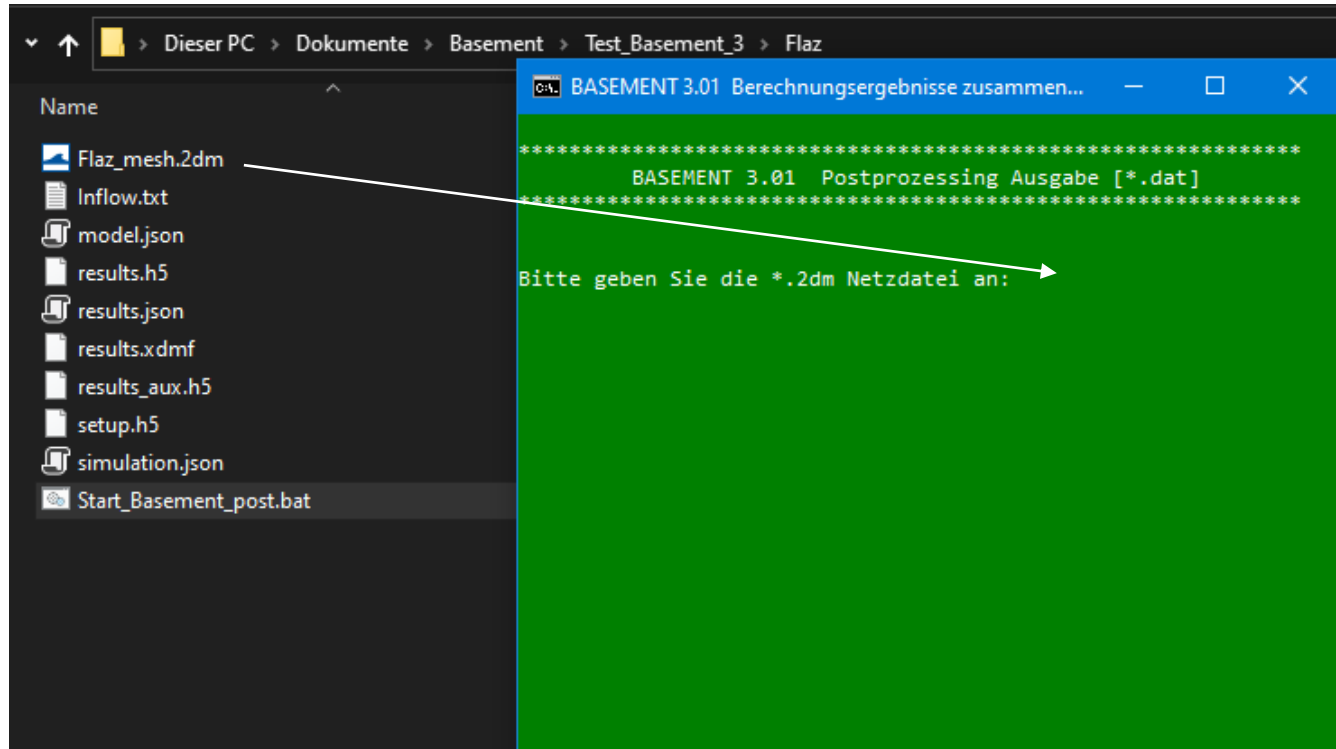 Dieser PC > Dokumente > Basement > Test_Basement_3 > Flaz
Name
Flaz_mesh.2dm
Inflow.txt
model.json
results.h5
results.json
results.xdmf
results_aux.h5
setup.h5
simulation.json
Start_Basement_post.bat
BASEMENT 3.01 Berechnungsergebnisse zusammen...
*************************************************************
BASEMENT 3.01 Postprozessing Ausgabe [*.dat]
*************************************************************
Bitte geben Sie die *.2dm Netzdatei an: